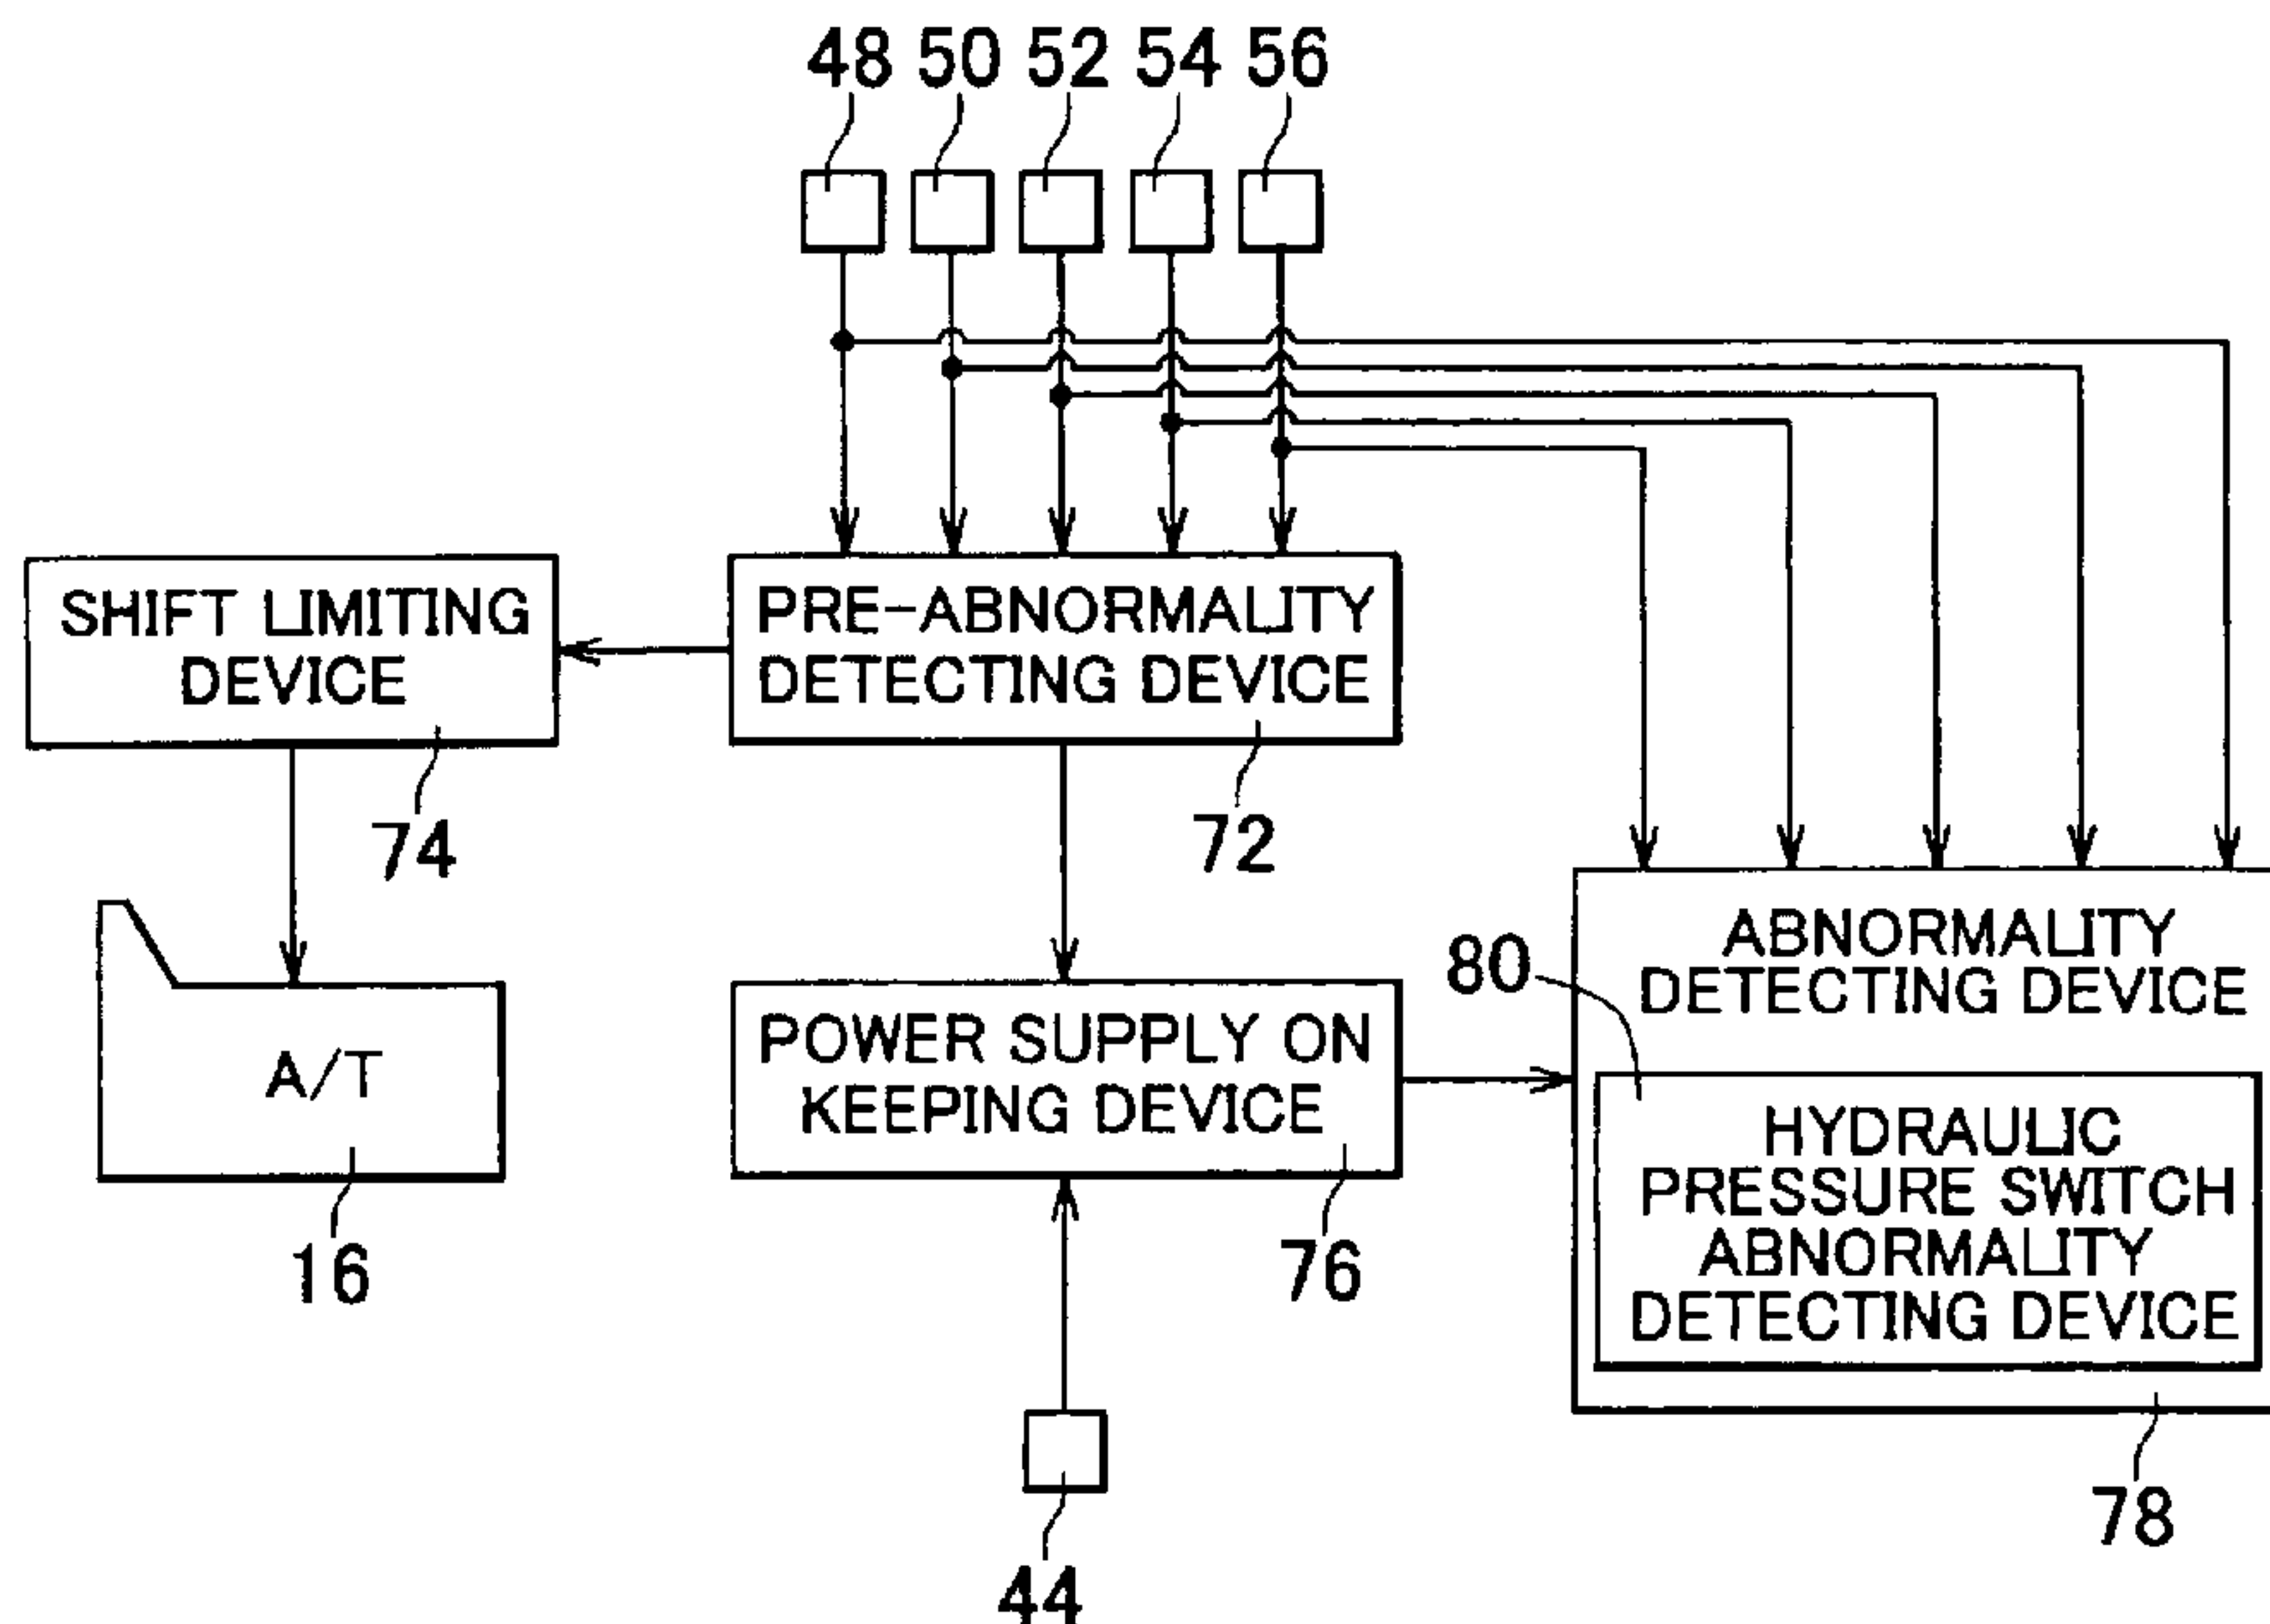 48 50 52 54 56
SHIFT LIMITING
DEVICE
74
PRE-ABNORMALITY
DETECTING DEVICE
72
A/T
16
POWER SUPPLY ON
KEEPING DEVICE
76
44
ABNORMALITY
DETECTING DEVICE
80
HYDRAULIC
PRESSURE SWITCH
ABNORMALITY
DETECTING DEVICE
78